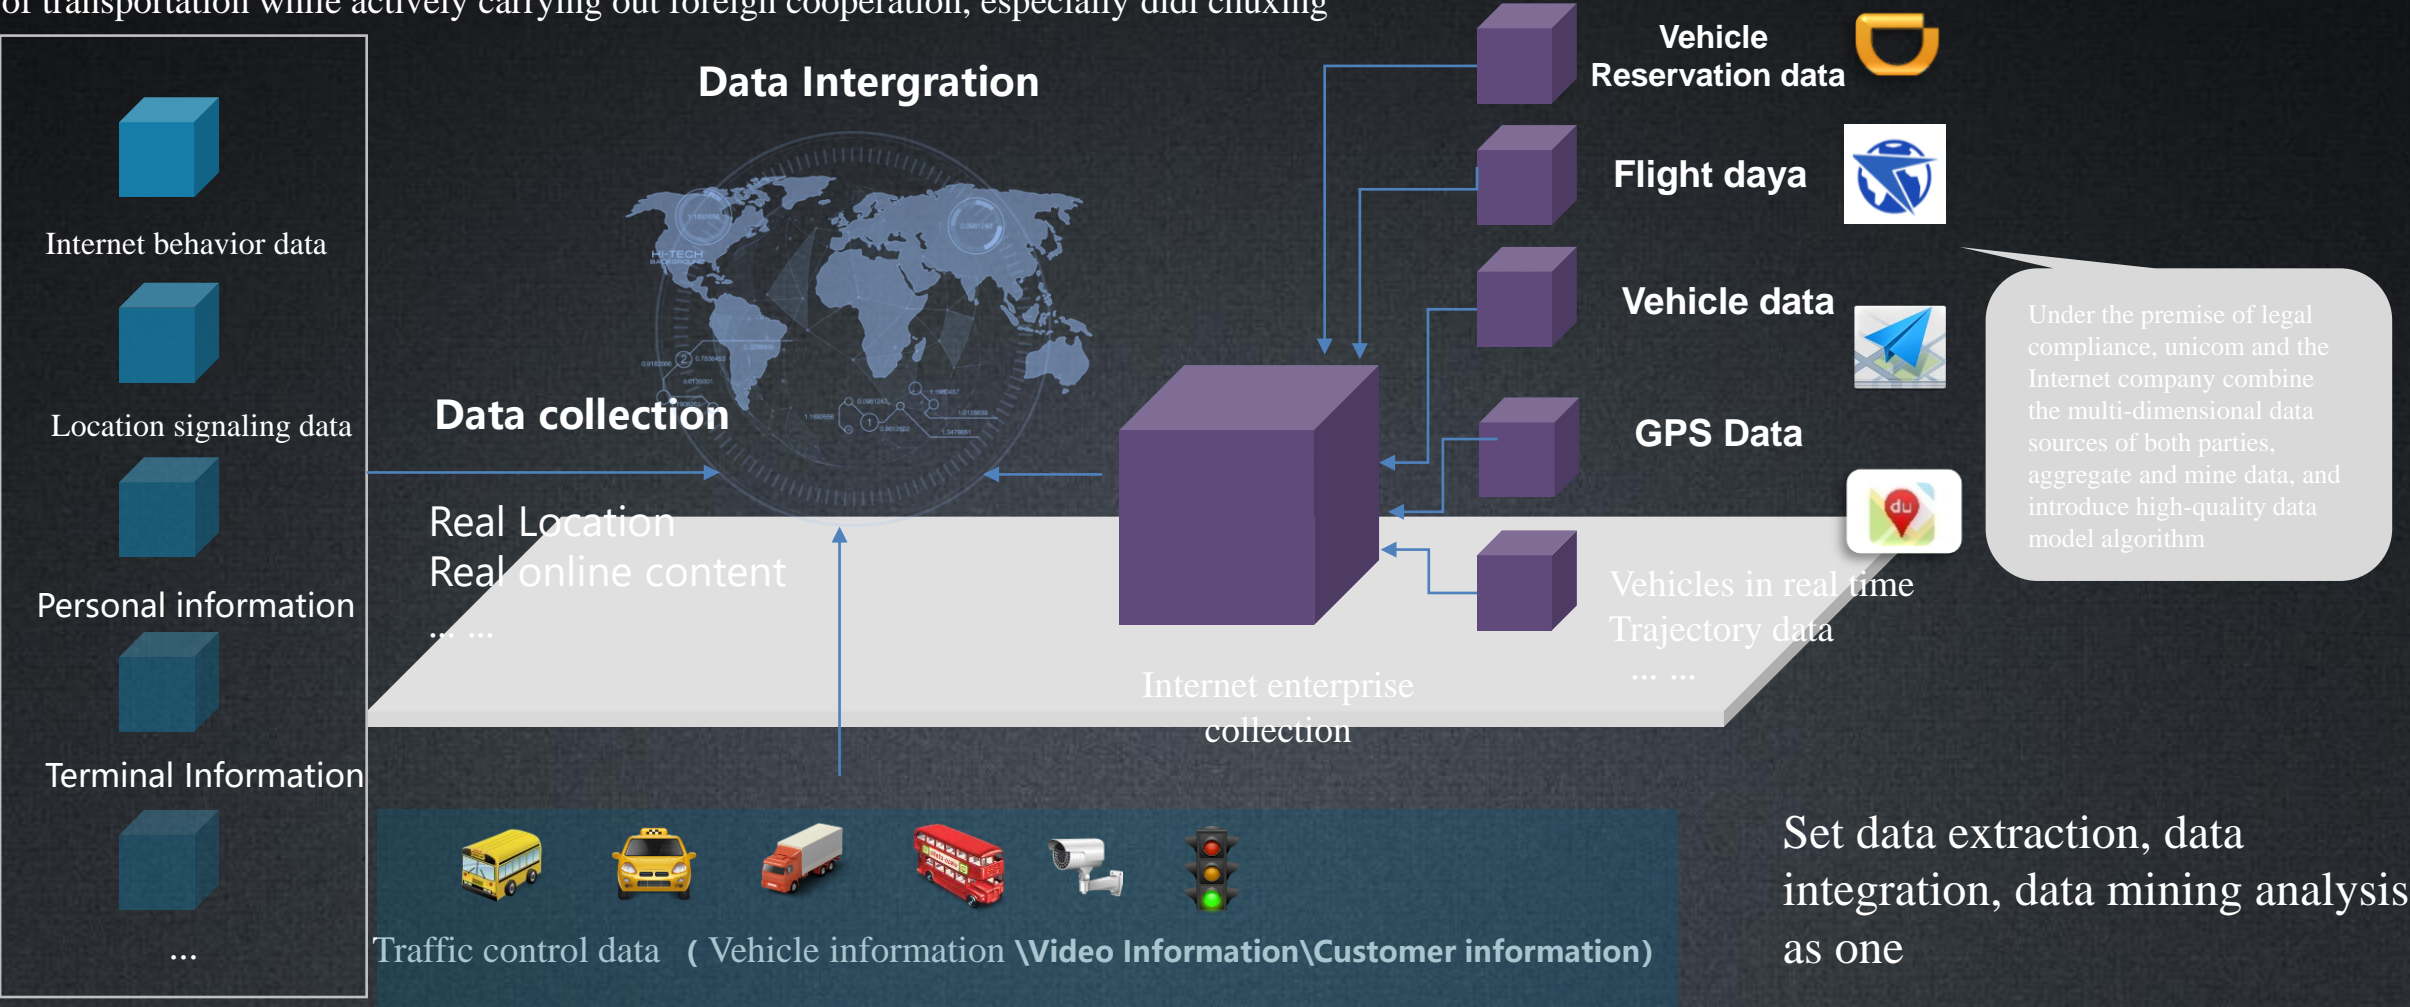 of transportation while actively carrying out foreign cooperation, especially didi chuxing
Data Intergration
Internet behavior data
Location signaling data
Personal information
Terminal Information
...
Data collection
Real Location
Real online content
... ...
HI-TECH
BACKGROUND
Vehicle
Reservation data
Flight daya
Vehicle data
GPS Data
du
Vehicles in real time
Trajectory data
... ...
Internet enterprise
collection
Under the premise of legal
compliance, unicom and the
Internet company combine
the multi-dimensional data
sources of both parties,
aggregate and mine data, and
introduce high-quality data
model algorithm
Traffic control data ( Vehicle information \Video Information\Customer information)
Set data extraction, data
integration, data mining analysis
as one